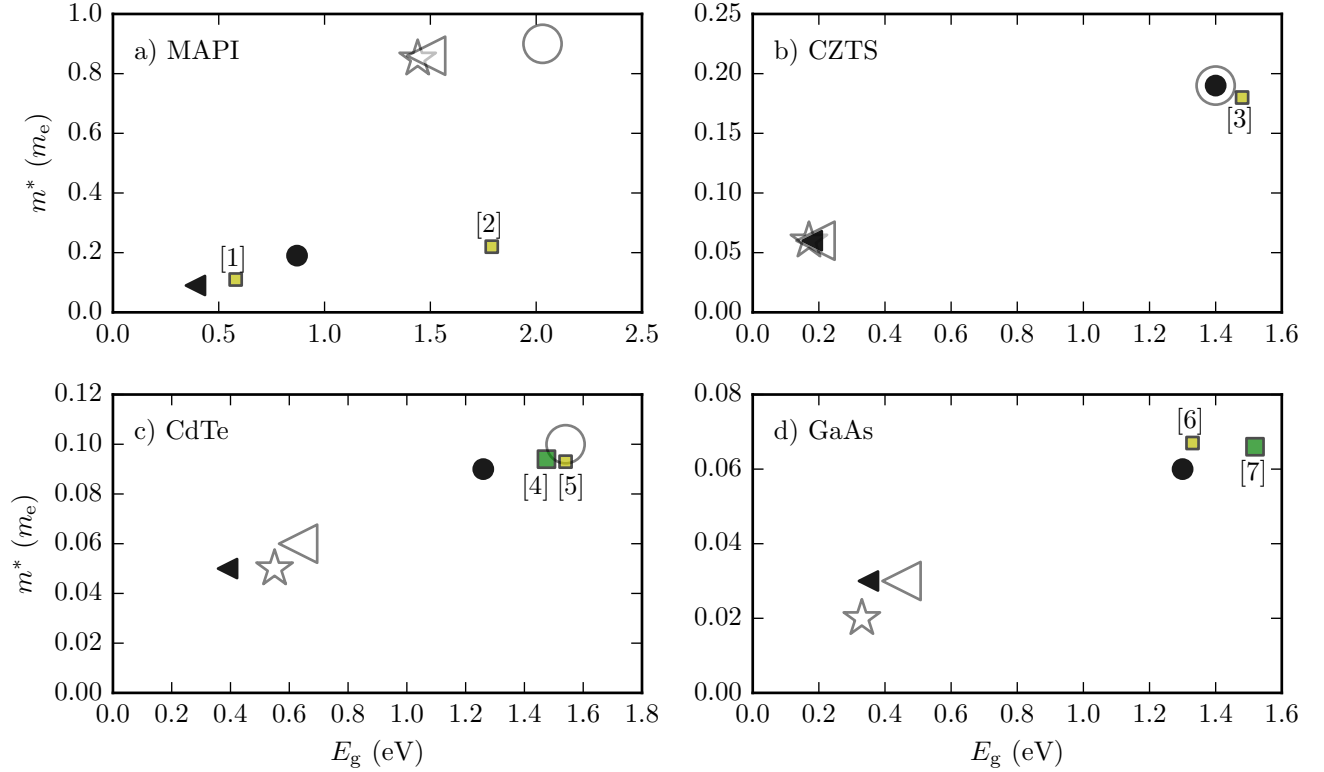 a) MAPI
m* (mₑ)
1.0
0.8
0.6
0.4
0.2
0.0
[1]
[2]
0.0 0.5 1.0 1.5 2.0 2.5
b) CZTS
0.25
0.20
0.15
0.10
0.05
0.00
[3]
0.0 0.2 0.4 0.6 0.8 1.0 1.2 1.4 1.6
c) CdTe
m* (mₑ)
0.12
0.10
0.08
0.06
0.04
0.02
0.00
[4] [5]
0.0 0.2 0.4 0.6 0.8 1.0 1.2 1.4 1.6 1.8
E_g (eV)
d) GaAs
0.08
0.06
0.04
0.02
0.00
[6]
[7]
0.0 0.2 0.4 0.6 0.8 1.0 1.2 1.4 1.6
E_g (eV)